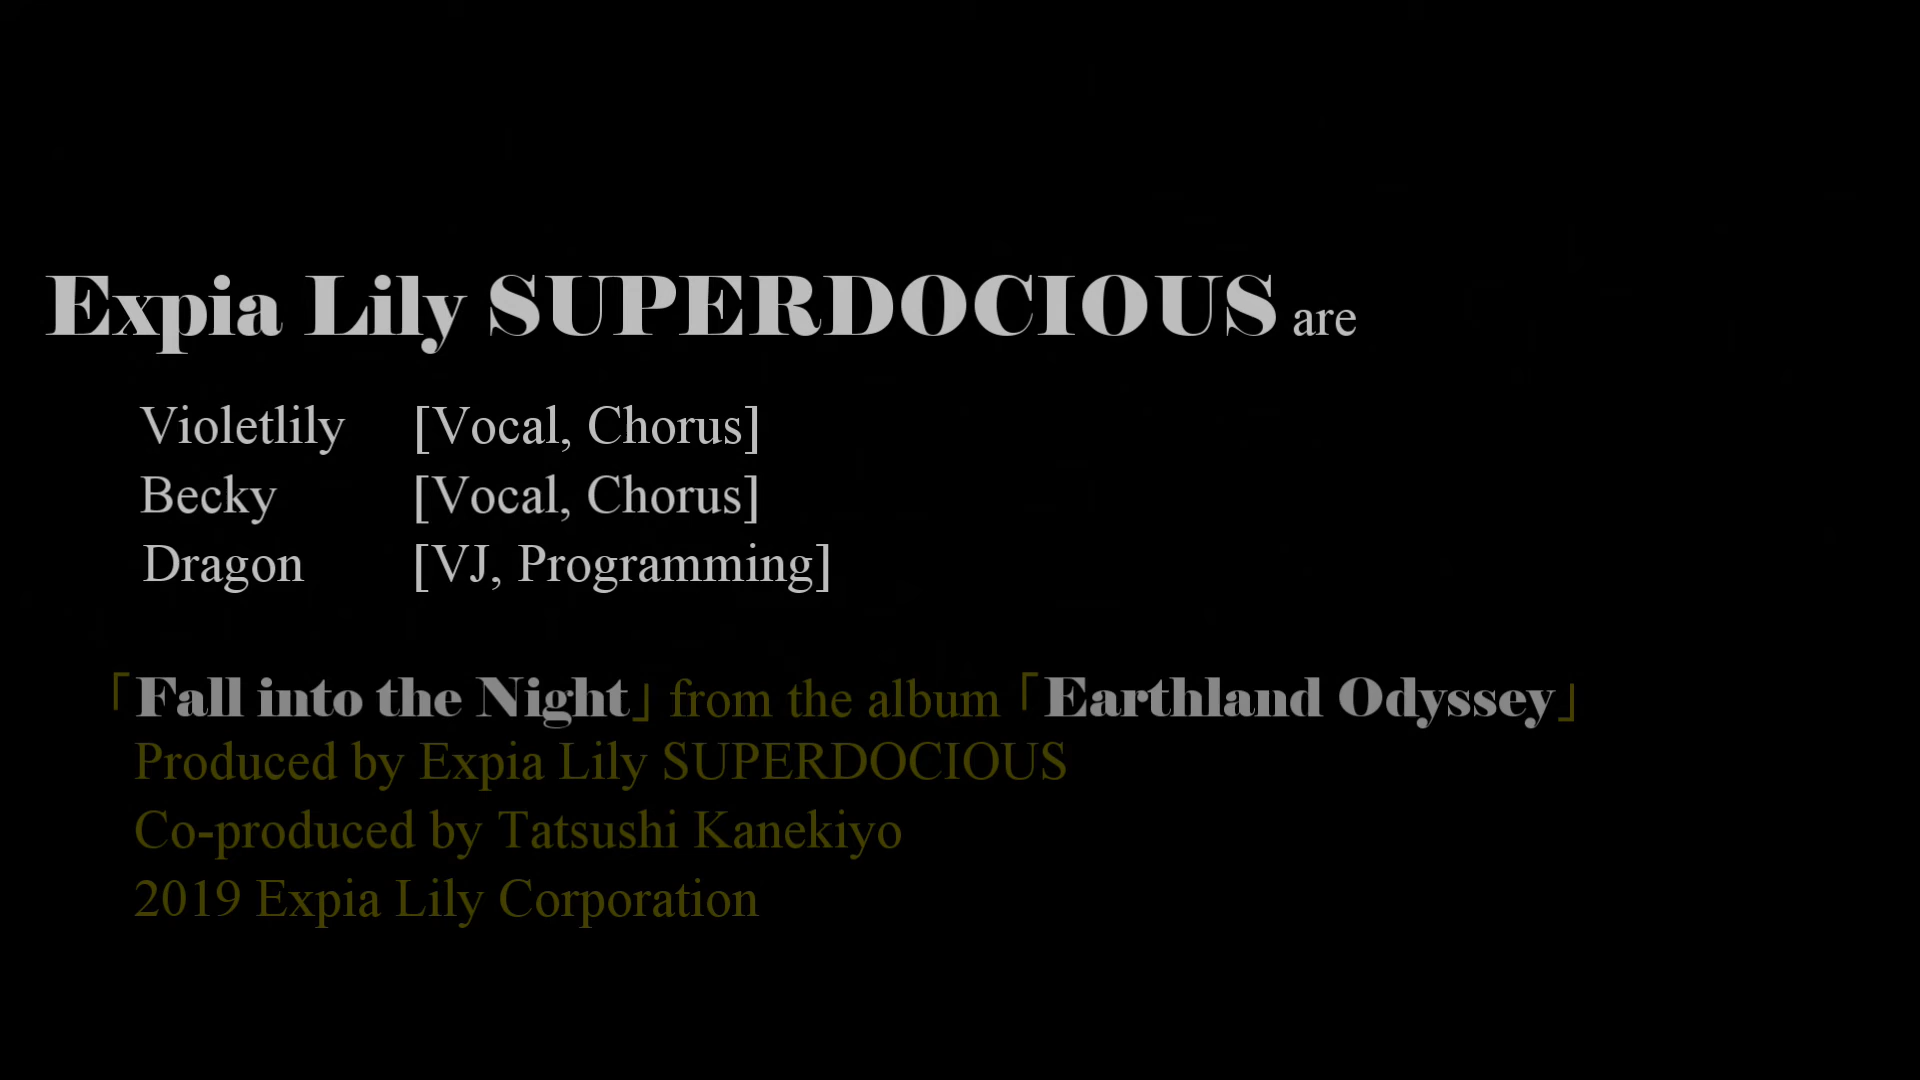 Expia Lily SUPERDOCIOUS are
Violetlily [Vocal, Chorus]
Becky [Vocal, Chorus]
Dragon [VJ, Programming]
「Fall into the Night」from the album「Earthland Odyssey」
Produced by Expia Lily SUPERDOCIOUS
Co-produced by Tatsushi Kanekiyo
2019 Expia Lily Corporation